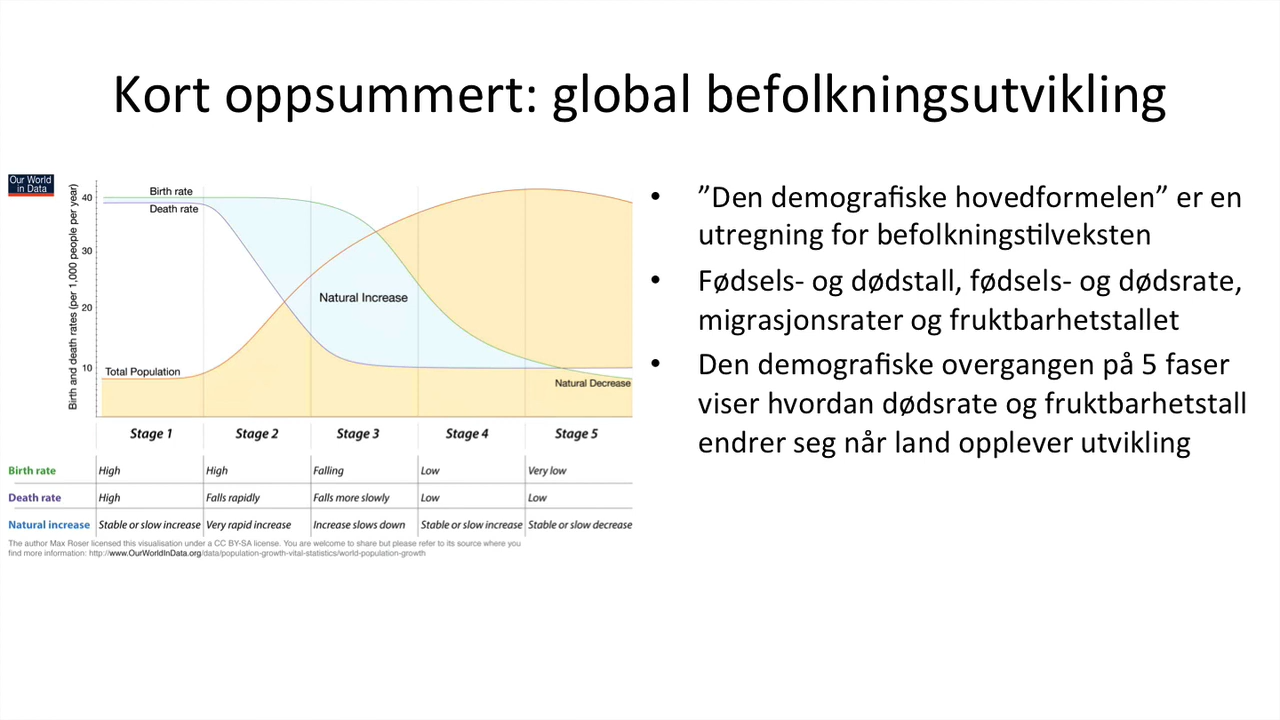 Kort oppsummert: global befolkningsutvikling
Our World
in Data
Birth and death rates (per 1,000 people per year)
40
30
20
10
Birth rate
Death rate
Natural Increase
Total Population
Natural Decrease
Stage 1 Stage 2 Stage 3 Stage 4 Stage 5
Birth rate High High Falling Low Very low
Death rate High Falls rapidly Falls more slowly Low Low
Natural increase Stable or slow increase Very rapid increase Increase slows down Stable or slow increase Stable or slow decrease
The author Max Roser licensed this visualisation under a CC BY-SA license. You are welcome to share but please refer to its source where you
find more information: http://www.OurWorldInData.org/data/population-growth-vital-statistics/world-population-growth
• ”Den demografiske hovedformelen” er en
utregning for befolkningstilveksten
• Fødsels- og dødstall, fødsels- og dødsrate,
migrasjonsrater og fruktbarhetstallet
• Den demografiske overgangen på 5 faser
viser hvordan dødsrate og fruktbarhetstall
endrer seg når land opplever utvikling